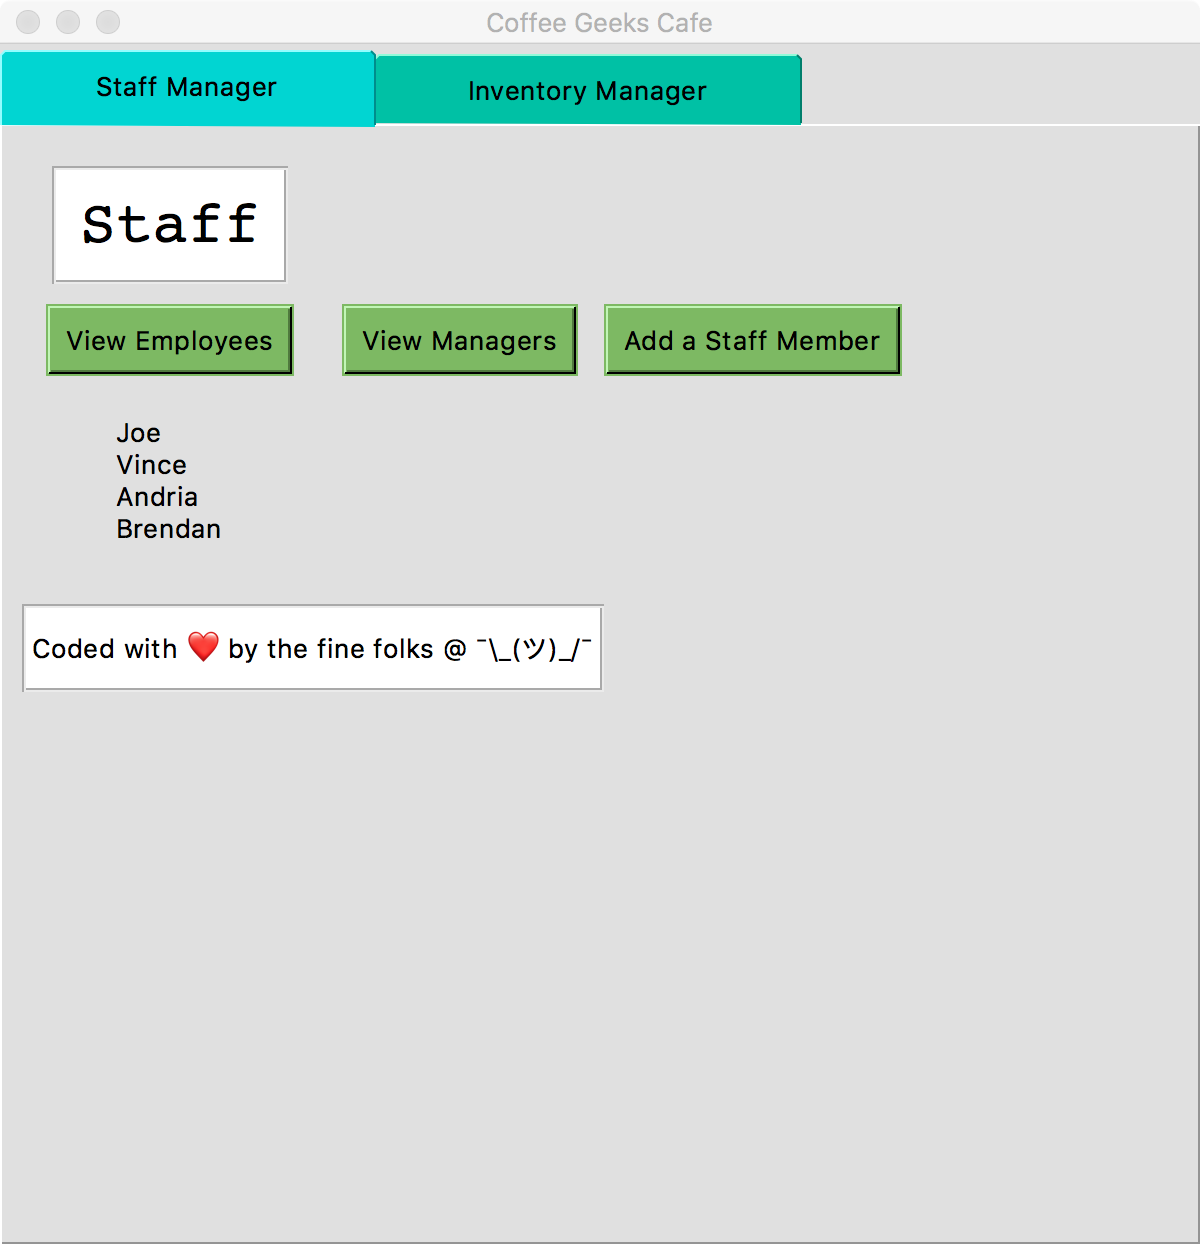 Coffee Geeks Cafe
Staff Manager
Inventory Manager
Staff
View Employees
View Managers
Add a Staff Member
Joe
Vince
Andria
Brendan
Coded with ❤️ by the fine folks @ ¯\_(ツ)_/¯